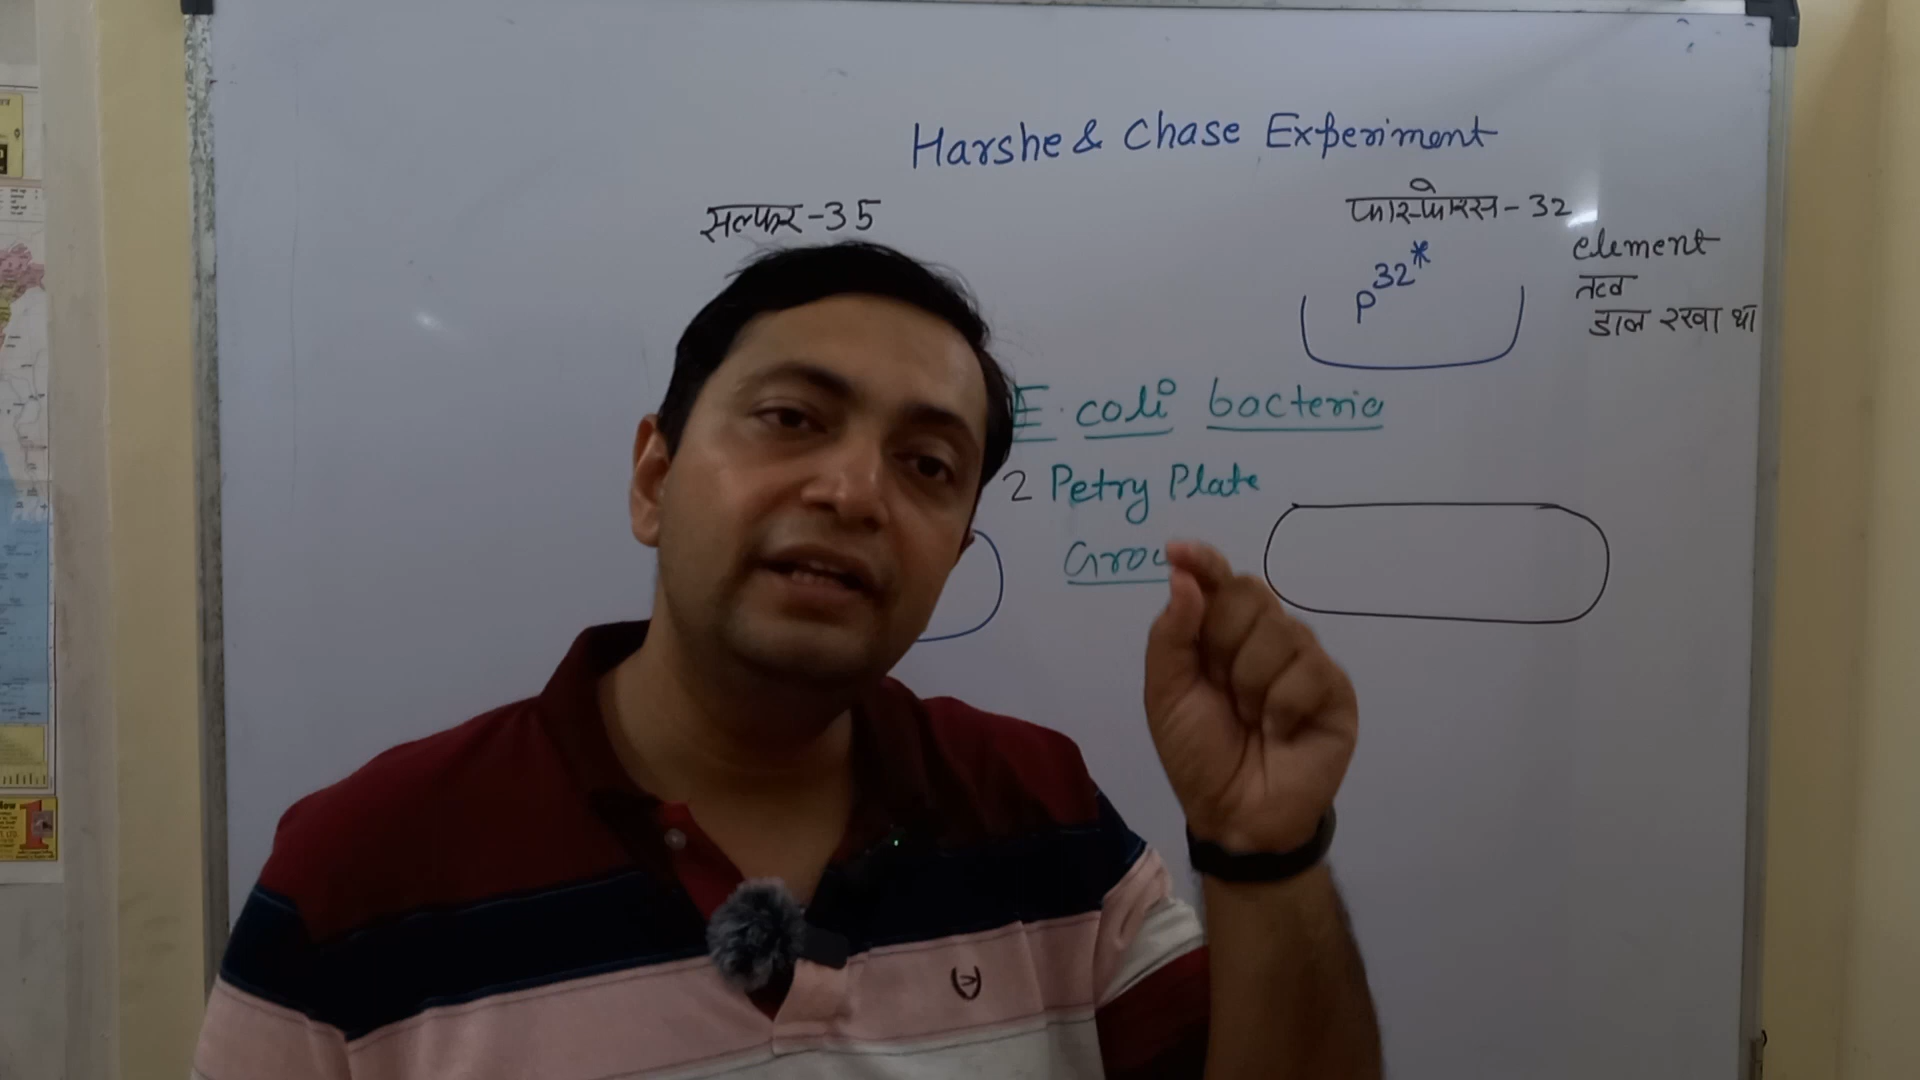 Harshe & Chase Experiment
सल्फर-35
फास्फोरस-32
P32*
element
तत्व
डाल रखा था
E. coli bacteria
2 Petry Plate